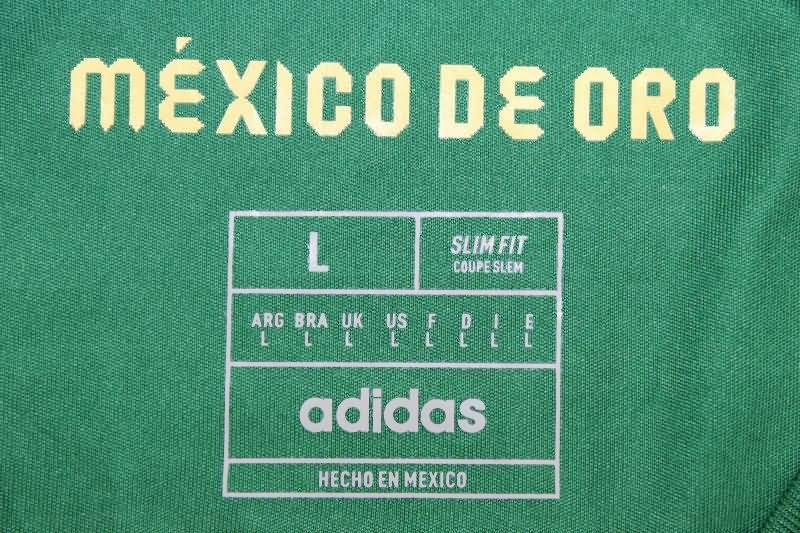 MÉXICO DE ORO
L SLIM FIT
COUPE SLEM
ARG BRA UK US F D I E
L L L L L L L L
adidas
HECHO EN MEXICO